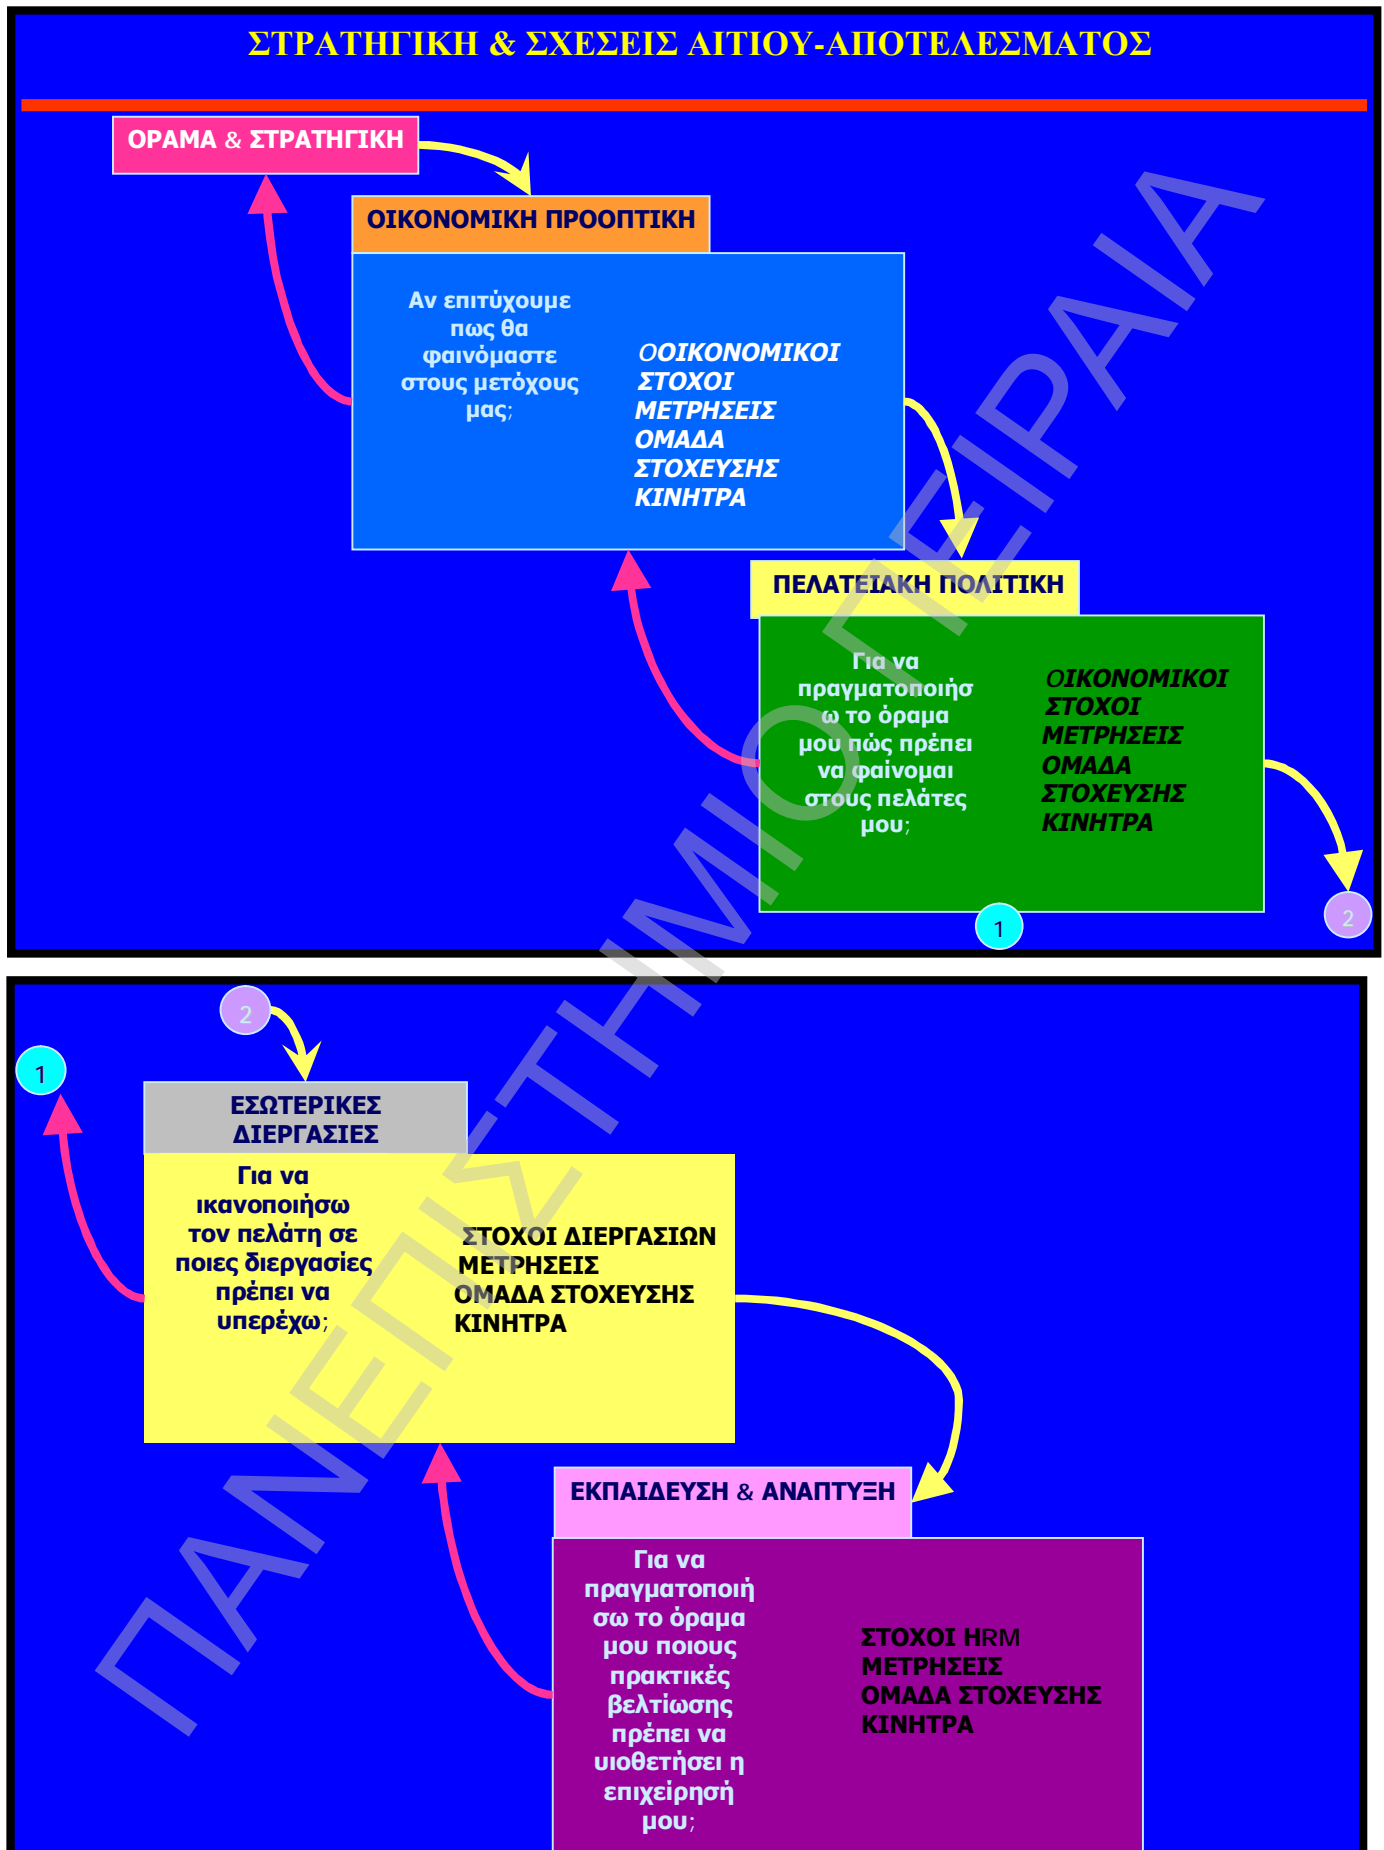 ΣΤΡΑΤΗΓΙΚΗ & ΣΧΕΣΕΙΣ ΑΙΤΙΟΥ-ΑΠΟΤΕΛΕΣΜΑΤΟΣ
ΟΡΑΜΑ & ΣΤΡΑΤΗΓΙΚΗ
ΟΙΚΟΝΟΜΙΚΗ ΠΡΟΟΠΤΙΚΗ
Αν επιτύχουμε
πως θα
φαινόμαστε
στους μετόχους
μας;
ΟΟΙΚΟΝΟΜΙΚΟΙ
ΣΤΟΧΟΙ
ΜΕΤΡΗΣΕΙΣ
ΟΜΑΔΑ
ΣΤΟΧΕΥΣΗΣ
ΚΙΝΗΤΡΑ
ΠΕΛΑΤΕΙΑΚΗ ΠΟΛΙΤΙΚΗ
Για να
πραγματοποιήσ
ω το όραμα
μου πώς πρέπει
να φαίνομαι
στους πελάτες
μου;
ΟΙΚΟΝΟΜΙΚΟΙ
ΣΤΟΧΟΙ
ΜΕΤΡΗΣΕΙΣ
ΟΜΑΔΑ
ΣΤΟΧΕΥΣΗΣ
ΚΙΝΗΤΡΑ
1
2
2
1
ΕΣΩΤΕΡΙΚΕΣ
ΔΙΕΡΓΑΣΙΕΣ
Για να
ικανοποιήσω
τον πελάτη σε
ποιες διεργασίες
πρέπει να
υπερέχω;
ΣΤΟΧΟΙ ΔΙΕΡΓΑΣΙΩΝ
ΜΕΤΡΗΣΕΙΣ
ΟΜΑΔΑ ΣΤΟΧΕΥΣΗΣ
ΚΙΝΗΤΡΑ
ΕΚΠΑΙΔΕΥΣΗ & ΑΝΑΠΤΥΞΗ
Για να
πραγματοποιή
σω το όραμα
μου ποιους
πρακτικές
βελτίωσης
πρέπει να
υιοθετήσει η
επιχείρησή
μου;
ΣΤΟΧΟΙ HRM
ΜΕΤΡΗΣΕΙΣ
ΟΜΑΔΑ ΣΤΟΧΕΥΣΗΣ
ΚΙΝΗΤΡΑ
ΠΑΝΕΠΙΣΤΗΜΙΟ ΠΕΙΡΑΙΑ